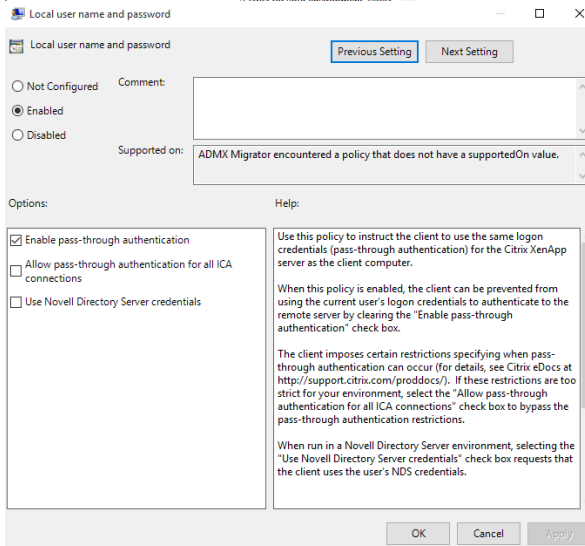 Local user name and password
Local user name and password
Previous Setting
Next Setting
Not Configured
Comment:
Enabled
Disabled
Supported on:
ADMX Migrator encountered a policy that does not have a supportedOn value.
Options:
Help:
Enable pass-through authentication
Allow pass-through authentication for all ICA
connections
Use Novell Directory Server credentials
Use this policy to instruct the client to use the same logon
credentials (pass-through authentication) for the Citrix XenApp
server as the client computer.
When this policy is enabled, the client can be prevented from
using the current user's logon credentials to authenticate to the
remote server by clearing the "Enable pass-through
authentication" check box.
The client imposes certain restrictions specifying when pass-
through authentication can occur (for details, see Citrix eDocs at
http://support.citrix.com/proddocs/).  If these restrictions are too
strict for your environment, select the "Allow pass-through
authentication for all ICA connections" check box to bypass the
pass-through authentication restrictions.
When run in a Novell Directory Server environment, selecting the
"Use Novell Directory Server credentials" check box requests that
the client uses the user's NDS credentials.
OK
Cancel
Apply